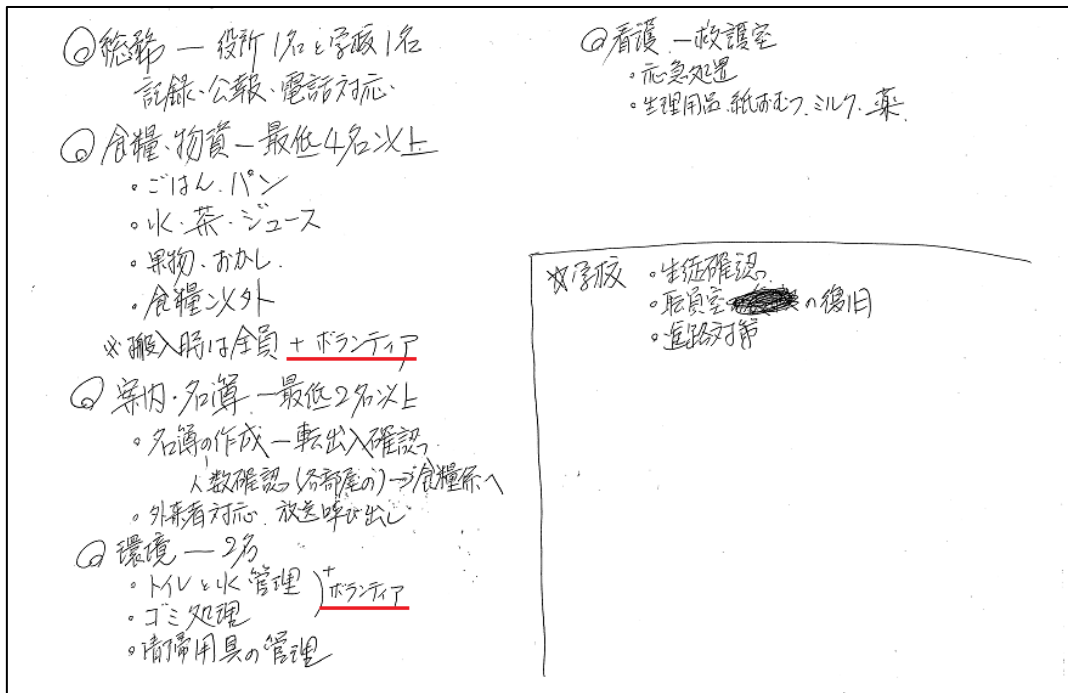 ◎総務 ― 役所1名と学校1名
記録・公報・電話対応・
◎食糧・物資 ― 最低4名以上
・ごはん・パン
・水・茶・ジュース
・果物・おかし・
・食糧以外
※搬入時は全員 + ボランティア
◎案内・名簿 ― 最低2名以上
・名簿の作成 ― 転出入確認
人数確認(各部屋の)→食糧係へ
・外来者対応・放送呼び出し
◎環境 ― 2名
・トイレと水管理
・ゴミ処理
+ボランティア
・清掃用具の管理
◎看護 ― 救護室
・応急処置
・生理用品・紙おむつ・ミルク・薬
☆学校 ・生徒確認
・職員室 の復旧
・進路対策